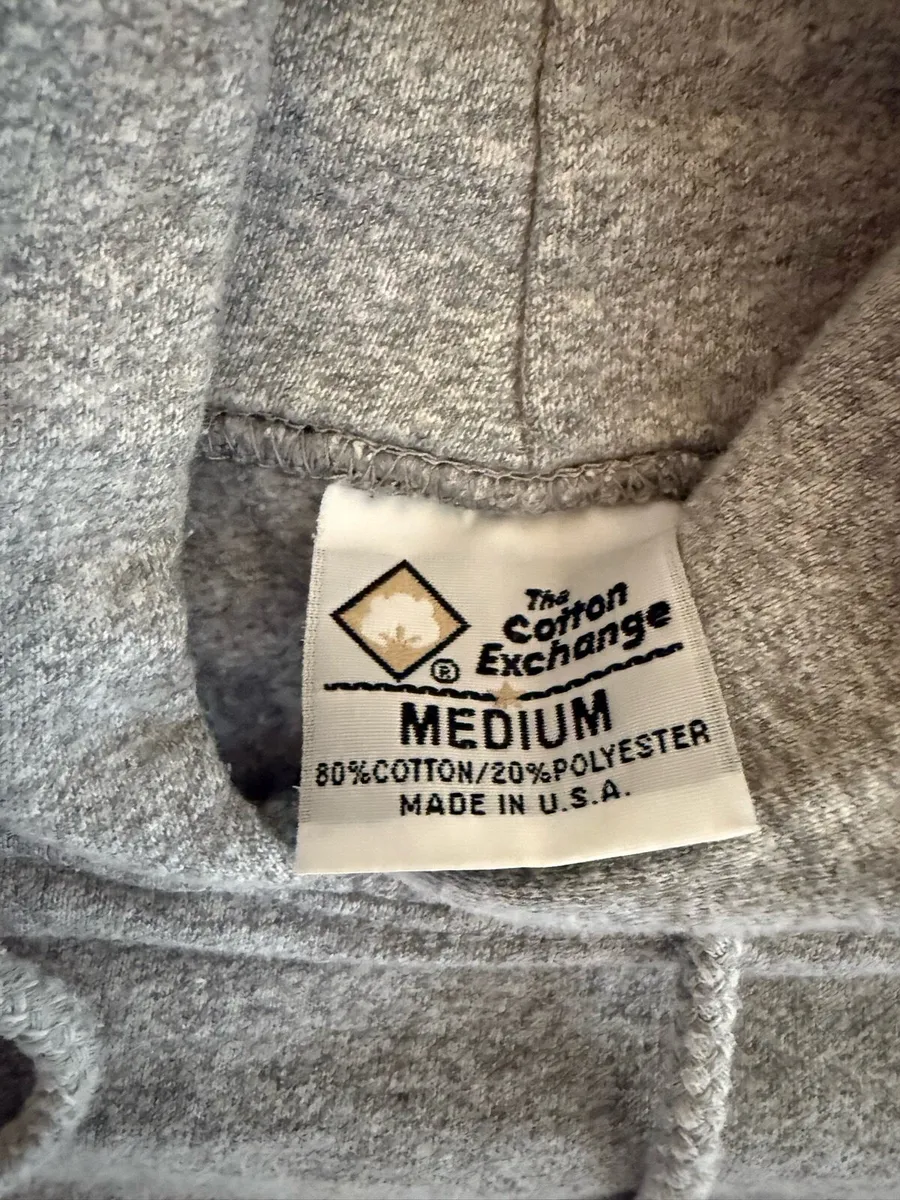 The
Cotton
Exchange
®
MEDIUM
80%COTTON/20%POLYESTER
MADE IN U.S.A.